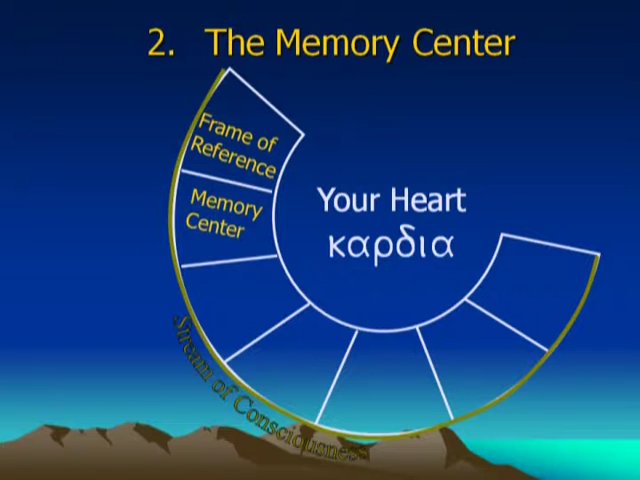 2. The Memory Center
Frame of
Reference
Memory
Center
Your Heart
καρδια
Stream of Consciousness